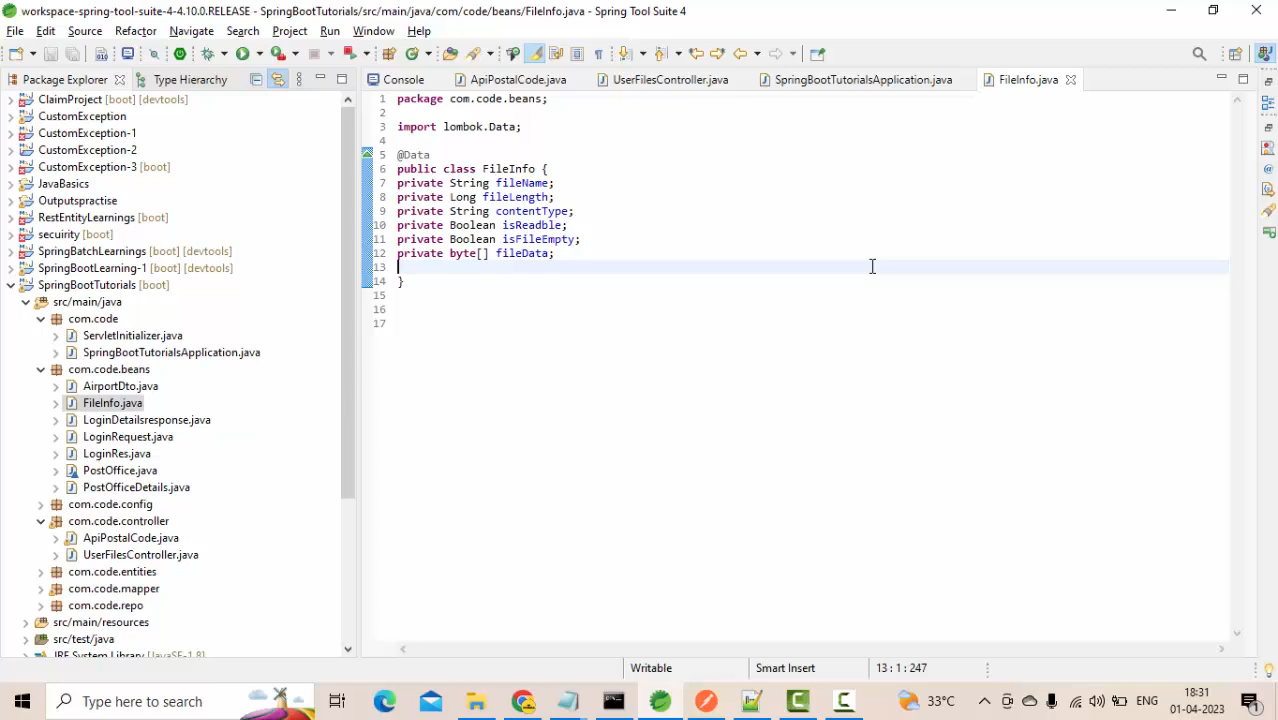 workspace-spring-tool-suite-4-4.10.0.RELEASE - SpringBootTutorials/src/main/java/com/code/beans/FileInfo.java - Spring Tool Suite 4
File Edit Source Refactor Navigate Search Project Run Window Help
Package Explorer Type Hierarchy
Console ApiPostalCode.java UserFilesController.java SpringBootTutorialsApplication.java FileInfo.java
ClaimProject [boot] [devtools]
CustomException
CustomException-1
CustomException-2
CustomException-3 [boot]
JavaBasics
Outputspractise
RestEntityLearnings [boot]
secuirity [boot]
SpringBatchLearnings [boot] [devtools]
SpringBootLearning-1 [boot] [devtools]
SpringBootTutorials [boot]
src/main/java
com.code
ServletInitializer.java
SpringBootTutorialsApplication.java
com.code.beans
AirportDto.java
FileInfo.java
LoginDetailsresponse.java
LoginRequest.java
LoginRes.java
PostOffice.java
PostOfficeDetails.java
com.code.config
com.code.controller
ApiPostalCode.java
UserFilesController.java
com.code.entities
com.code.mapper
com.code.repo
src/main/resources
src/test/java
JRE System Library [JavaSE-1.8]
1 package com.code.beans;
2
3 import lombok.Data;
4
5 @Data
6 public class FileInfo {
7 private String fileName;
8 private Long fileLength;
9 private String contentType;
10 private Boolean isReadble;
11 private Boolean isFileEmpty;
12 private byte[] fileData;
13
14 }
15
16
17
Writable Smart Insert 13 : 1 : 247
Type here to search
33°C ENG
18:31
01-04-2023
1